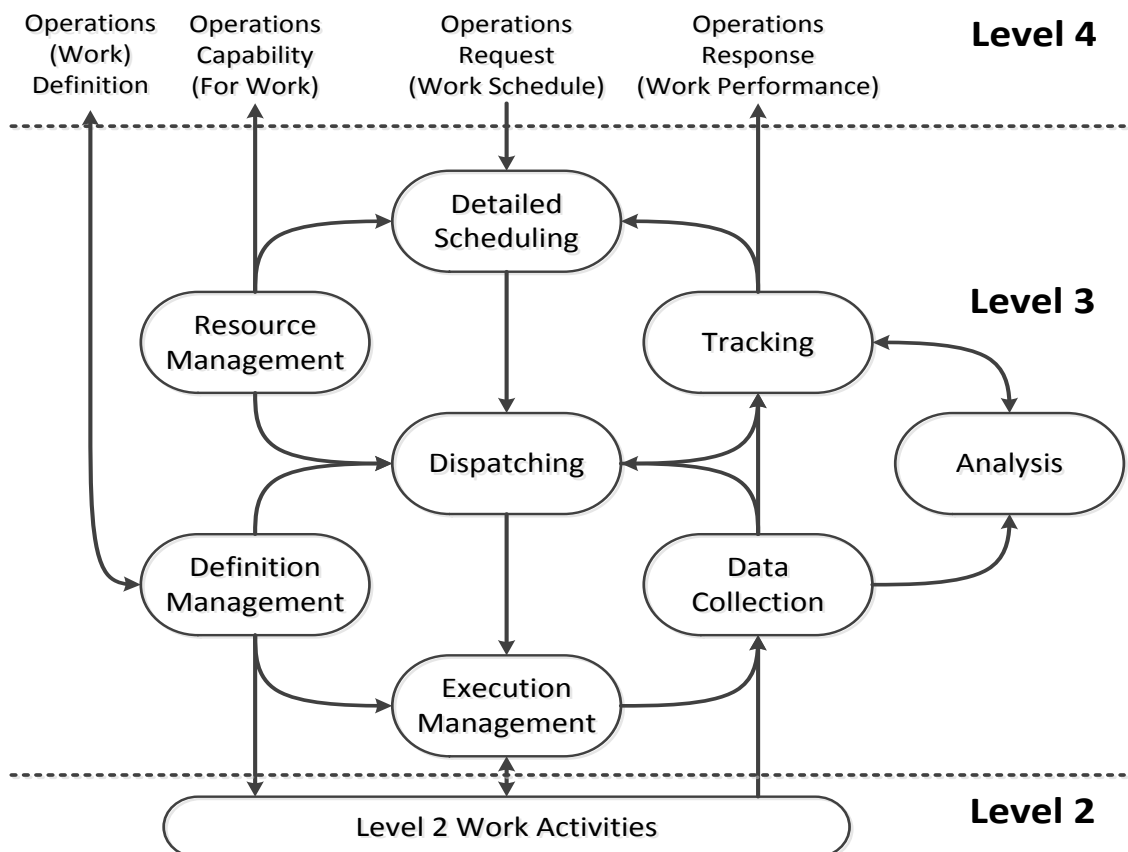 Operations
(Work)
Definition
Operations
Capability
(For Work)
Operations
Request
(Work Schedule)
Operations
Response
(Work Performance)
Level 4
Detailed
Scheduling
Level 3
Resource
Management
Tracking
Dispatching
Analysis
Definition
Management
Data
Collection
Execution
Management
Level 2 Work Activities
Level 2